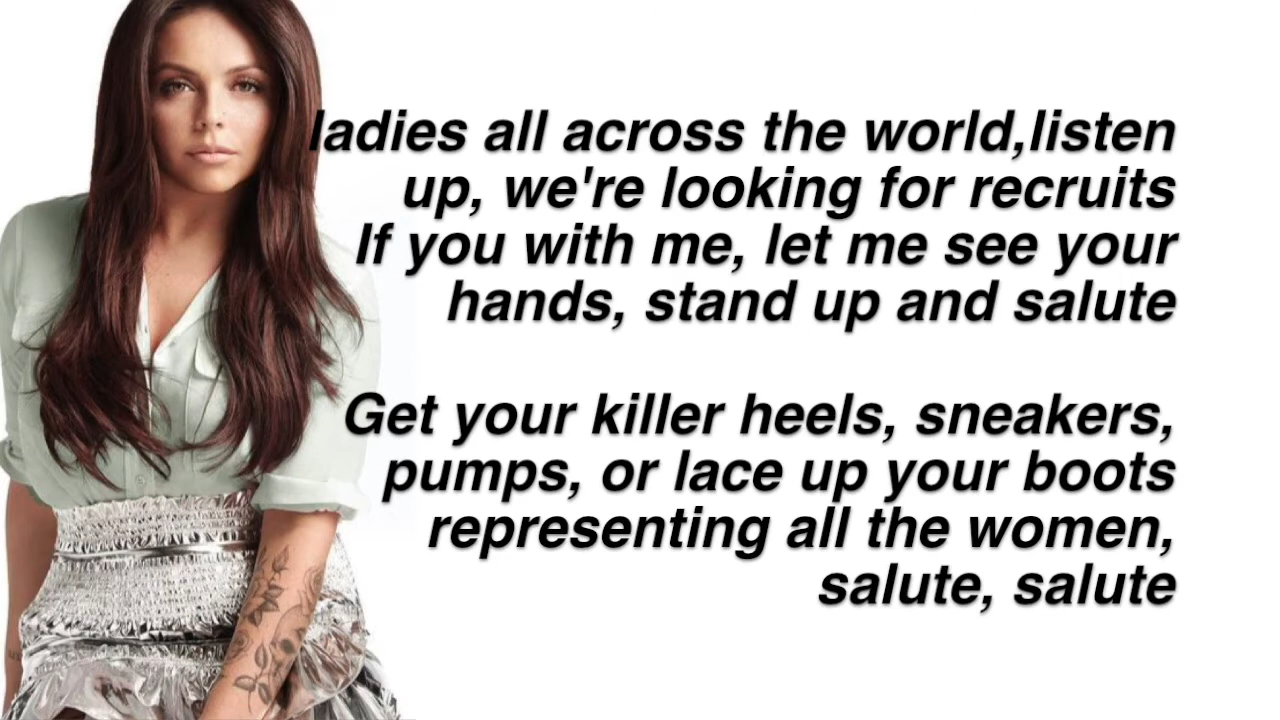 ladies all across the world,listen
up, we're looking for recruits
If you with me, let me see your
hands, stand up and salute
Get your killer heels, sneakers,
pumps, or lace up your boots
representing all the women,
salute, salute